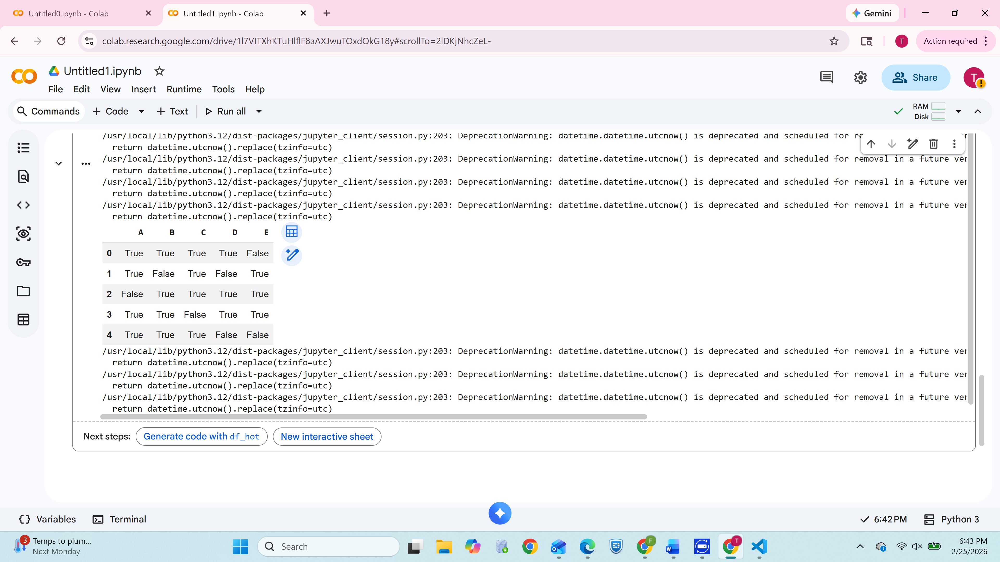 Untitled0.ipynb - Colab
Untitled1.ipynb - Colab
Gemini
colab.research.google.com/drive/1l7VITXhKTuHlflF8aAXJwuTOxdOkG18y#scrollTo=2lDKjNhcZeL-
T
Action required
Untitled1.ipynb
Share
T
File Edit View Insert Runtime Tools Help
Commands + Code + Text Run all
RAM
Disk
/usr/local/lib/python3.12/dist-packages/jupyter_client/session.py:203: DeprecationWarning: datetime.datetime.utcnow() is deprecated and scheduled for
return datetime.utcnow().replace(tzinfo=utc)
/usr/local/lib/python3.12/dist-packages/jupyter_client/session.py:203: DeprecationWarning: datetime.datetime.utcnow() is deprecated and scheduled for removal in a future ver
return datetime.utcnow().replace(tzinfo=utc)
/usr/local/lib/python3.12/dist-packages/jupyter_client/session.py:203: DeprecationWarning: datetime.datetime.utcnow() is deprecated and scheduled for removal in a future ver
return datetime.utcnow().replace(tzinfo=utc)
/usr/local/lib/python3.12/dist-packages/jupyter_client/session.py:203: DeprecationWarning: datetime.datetime.utcnow() is deprecated and scheduled for removal in a future ver
return datetime.utcnow().replace(tzinfo=utc)
A B C D E
0 True True True True False
1 True False True False True
2 False True True True True
3 True True False True True
4 True True True False False
/usr/local/lib/python3.12/dist-packages/jupyter_client/session.py:203: DeprecationWarning: datetime.datetime.utcnow() is deprecated and scheduled for removal in a future ver
return datetime.utcnow().replace(tzinfo=utc)
/usr/local/lib/python3.12/dist-packages/jupyter_client/session.py:203: DeprecationWarning: datetime.datetime.utcnow() is deprecated and scheduled for removal in a future ver
return datetime.utcnow().replace(tzinfo=utc)
/usr/local/lib/python3.12/dist-packages/jupyter_client/session.py:203: DeprecationWarning: datetime.datetime.utcnow() is deprecated and scheduled for removal in a future ver
return datetime.utcnow().replace(tzinfo=utc)
Next steps: Generate code with df_hot New interactive sheet
Variables Terminal
6:42 PM Python 3
3
Temps to plum...
Next Monday
Search
F
T
6:43 PM
2/25/2026